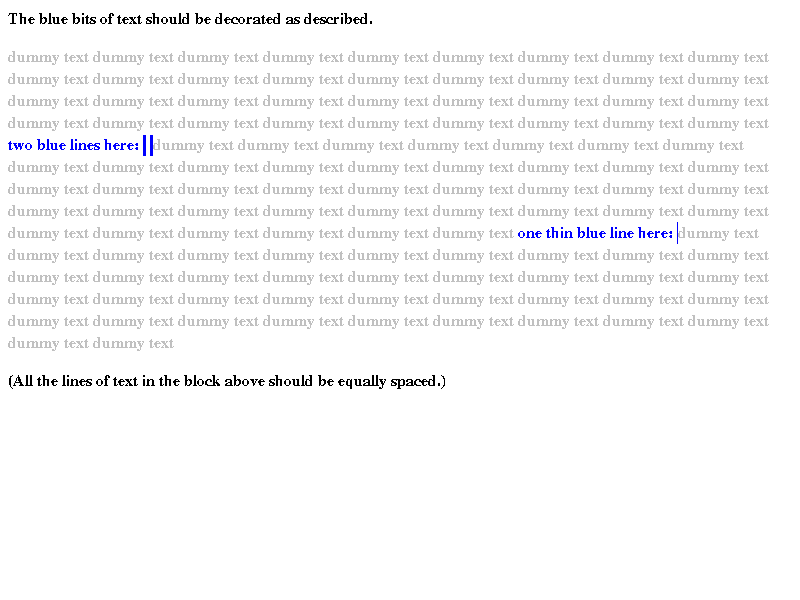 The blue bits of text should be decorated as described.
dummy text dummy text dummy text dummy text dummy text dummy text dummy text dummy text dummy text
dummy text dummy text dummy text dummy text dummy text dummy text dummy text dummy text dummy text
dummy text dummy text dummy text dummy text dummy text dummy text dummy text dummy text dummy text
dummy text dummy text dummy text dummy text dummy text dummy text dummy text dummy text dummy text
two blue lines here: dummy text dummy text dummy text dummy text dummy text dummy text dummy text
dummy text dummy text dummy text dummy text dummy text dummy text dummy text dummy text dummy text
dummy text dummy text dummy text dummy text dummy text dummy text dummy text dummy text dummy text
dummy text dummy text dummy text dummy text dummy text dummy text dummy text dummy text dummy text
dummy text dummy text dummy text dummy text dummy text dummy text one thin blue line here: dummy text
dummy text dummy text dummy text dummy text dummy text dummy text dummy text dummy text dummy text
dummy text dummy text dummy text dummy text dummy text dummy text dummy text dummy text dummy text
dummy text dummy text dummy text dummy text dummy text dummy text dummy text dummy text dummy text
dummy text dummy text dummy text dummy text dummy text dummy text dummy text dummy text dummy text
dummy text dummy text
(All the lines of text in the block above should be equally spaced.)